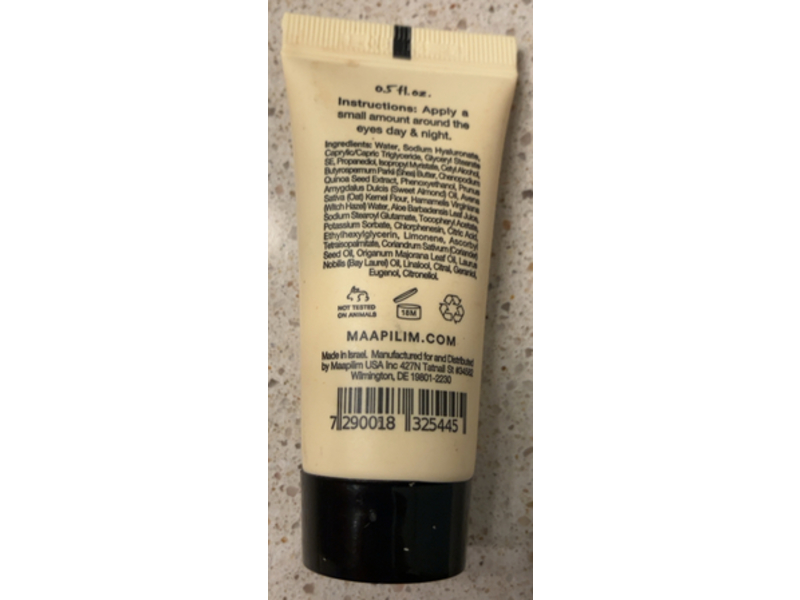 0.5 fl.oz.
Instructions: Apply a
small amount around the
eyes day & night.
Ingredients: Water, Sodium Hyaluronate,
Caprylic/Capric Triglyceride, Glyceryl Stearate
SE, Propanediol, Isopropyl Myristate, Cetyl Alcohol,
Butyrospermum Parkii (Shea) Butter, Chenopodium
Quinoa Seed Extract, Phenoxyethanol, Prunus
Amygdalus Dulcis (Sweet Almond) Oil, Avena
Sativa (Oat) Kernel Flour, Hamamelis Virginiana
(Witch Hazel) Water, Aloe Barbadensis Leaf Juice,
Sodium Stearoyl Glutamate, Tocopheryl Acetate,
Potassium Sorbate, Chlorphenesin, Citric Acid,
Ethylhexylglycerin, Limonene, Ascorbyl
Tetraisopalmitate, Coriandrum Sativum (Coriander)
Seed Oil, Origanum Majorana Leaf Oil, Laurus
Nobilis (Bay Laurel) Oil, Linalool, Citral, Geraniol,
Eugenol, Citronellol.
NOT TESTED
ON ANIMALS
18M
MAAPILIM.COM
Made in Israel. Manufactured for and Distributed
by Maapilim USA Inc 427N Tatnall St #34582
Wilmington, DE 19801-2230
7 290018 325445